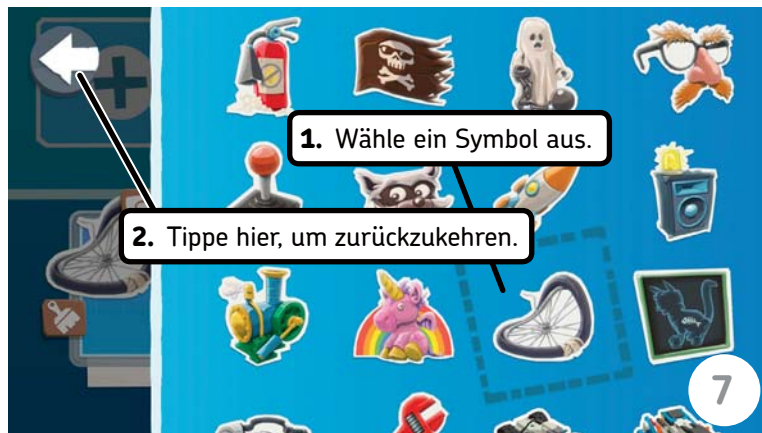 1. Wähle ein Symbol aus.
2. Tippe hier, um zurückzukehren.
7